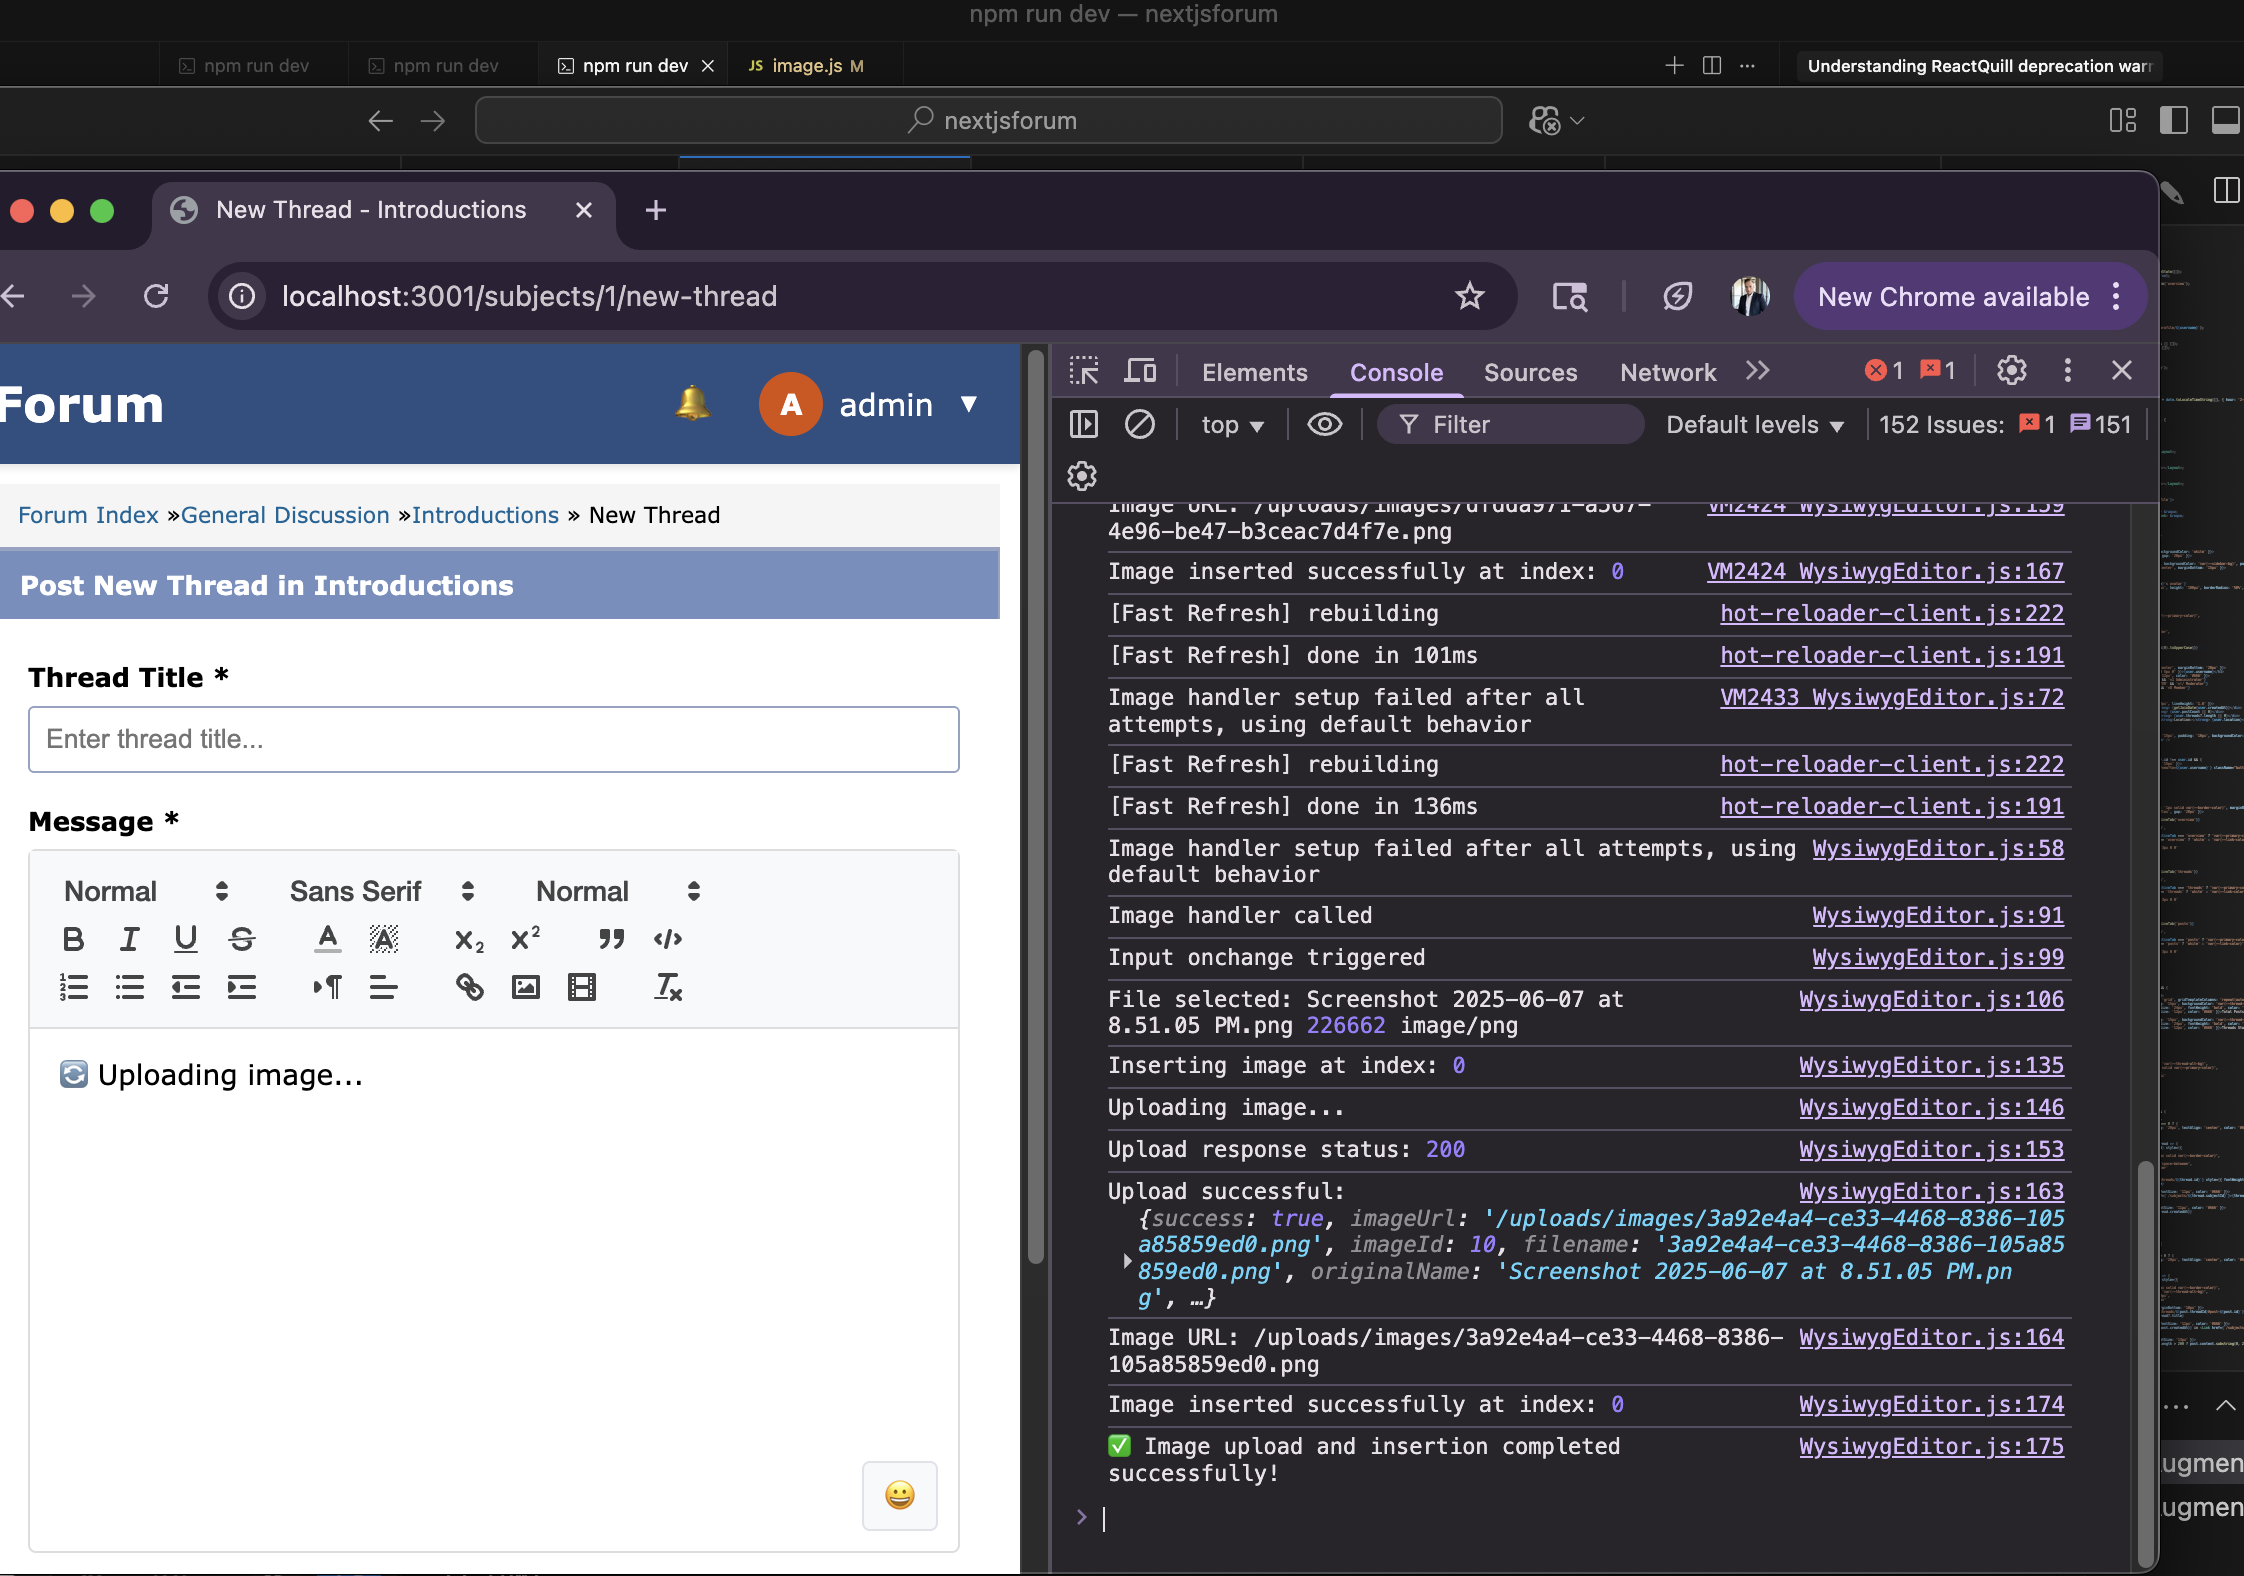 npm run dev — nextjsforum
npm run dev
npm run dev
npm run dev
JS image.js M
Understanding ReactQuill deprecation warr
nextjsforum
New Thread - Introductions
localhost:3001/subjects/1/new-thread
New Chrome available
Forum
A
admin ▼
Forum Index »General Discussion »Introductions » New Thread
Post New Thread in Introductions
Thread Title *
Enter thread title...
Message *
Normal
Sans Serif
Normal
🔄 Uploading image...
Elements
Console
Sources
Network
1
1
top ▼
Filter
Default levels ▼
152 Issues: 1 151
4e96-be47-b3ceac7d4f7e.png
Image inserted successfully at index: 0 VM2424 WysiwygEditor.js:167
[Fast Refresh] rebuilding hot-reloader-client.js:222
[Fast Refresh] done in 101ms hot-reloader-client.js:191
Image handler setup failed after all VM2433 WysiwygEditor.js:72
attempts, using default behavior
[Fast Refresh] rebuilding hot-reloader-client.js:222
[Fast Refresh] done in 136ms hot-reloader-client.js:191
Image handler setup failed after all attempts, using WysiwygEditor.js:58
default behavior
Image handler called WysiwygEditor.js:91
Input onchange triggered WysiwygEditor.js:99
File selected: Screenshot 2025-06-07 at WysiwygEditor.js:106
8.51.05 PM.png 226662 image/png
Inserting image at index: 0 WysiwygEditor.js:135
Uploading image... WysiwygEditor.js:146
Upload response status: 200 WysiwygEditor.js:153
Upload successful: WysiwygEditor.js:163
{success: true, imageUrl: '/uploads/images/3a92e4a4-ce33-4468-8386-105
a85859ed0.png', imageId: 10, filename: '3a92e4a4-ce33-4468-8386-105a85
859ed0.png', originalName: 'Screenshot 2025-06-07 at 8.51.05 PM.pn
g', …}
Image URL: /uploads/images/3a92e4a4-ce33-4468-8386- WysiwygEditor.js:164
105a85859ed0.png
Image inserted successfully at index: 0 WysiwygEditor.js:174
✅ Image upload and insertion completed WysiwygEditor.js:175
successfully!
ugmen
ugmen